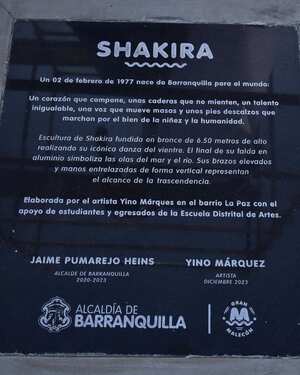 SHAKIRA
Un 02 de febrero de 1977 nace de Barranquilla para el mundo:
Un corazón que compone, unas caderas que no mienten, un talento
inigualable, una voz que mueve masas y unos pies descalzos que
marchan por el bien de la niñez y la humanidad.
Escultura de Shakira fundida en bronce de 6.50 metros de alto
realizando su icónica danza del vientre. El final de su falda en
aluminio simboliza las olas del mar y el río. Sus brazos elevados
y manos entrelazadas de forma vertical representan
el alcance de la trascendencia.
Elaborada por el artista Yino Márques en el barrio La Paz con el
apoyo de estudiantes y egresados de la Escuela Distrital de Artes.
JAIME PUMAREJO HEINS
ALCALDE DE BARRANQUILLA
2020-2023
YINO MÁRQUEZ
ARTISTA
DICIEMBRE 2023
ALCALDÍA DE
BARRANQUILLA
GRAN
MALECÓN